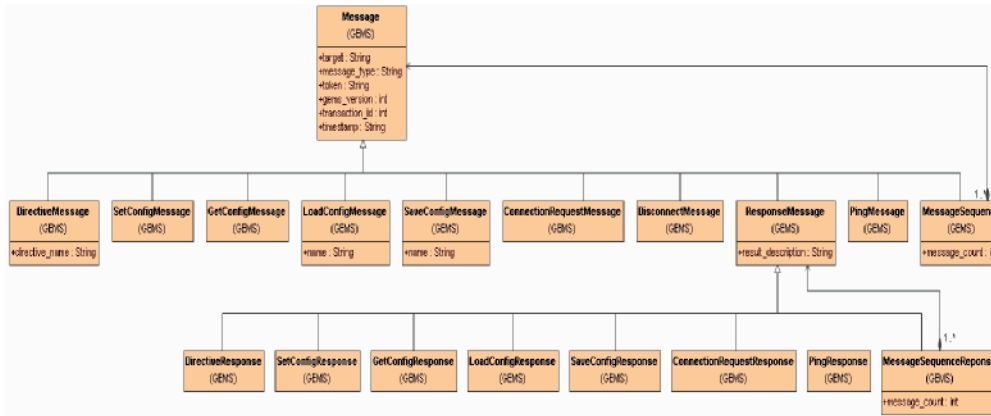 Message
(GEMS)
+target : String
+message_type : String
+token : String
+gems_version : int
+transaction_id : int
+timestamp : String
1..*
DirectiveMessage
(GEMS)
+directive_name : String
SetConfigMessage
(GEMS)
GetConfigMessage
(GEMS)
LoadConfigMessage
(GEMS)
+name : String
SaveConfigMessage
(GEMS)
+name : String
ConnectionRequestMessage
(GEMS)
DisconnectMessage
(GEMS)
ResponseMessage
(GEMS)
+result_description : String
PingMessage
(GEMS)
MessageSequenc
(GEMS)
+message_count : i
1..*
DirectiveResponse
(GEMS)
SetConfigResponse
(GEMS)
GetConfigResponse
(GEMS)
LoadConfigResponse
(GEMS)
SaveConfigResponse
(GEMS)
ConnectionRequestResponse
(GEMS)
PingResponse
(GEMS)
MessageSequenceReponse
(GEMS)
+message_count : int